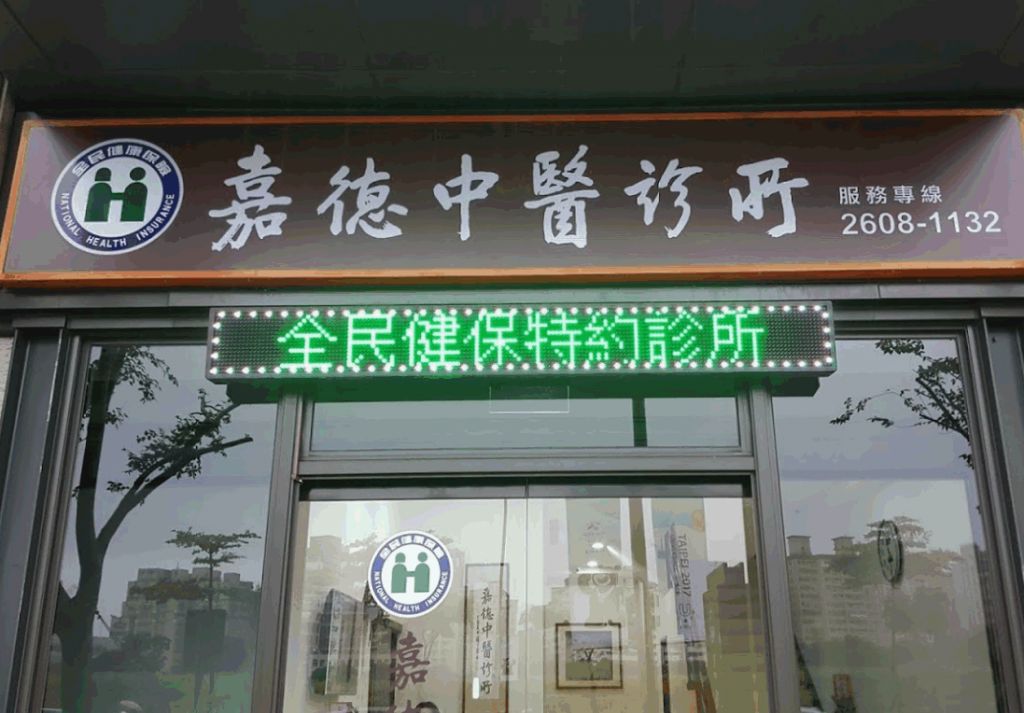 全民健康保險
NATIONAL HEALTH INSURANCE
嘉德中醫診所
服務專線
2608-1132
全民健保特約診所
全民健康保險
NATIONAL HEALTH INSURANCE
嘉德中醫診所
嘉
TAIPEI 2017